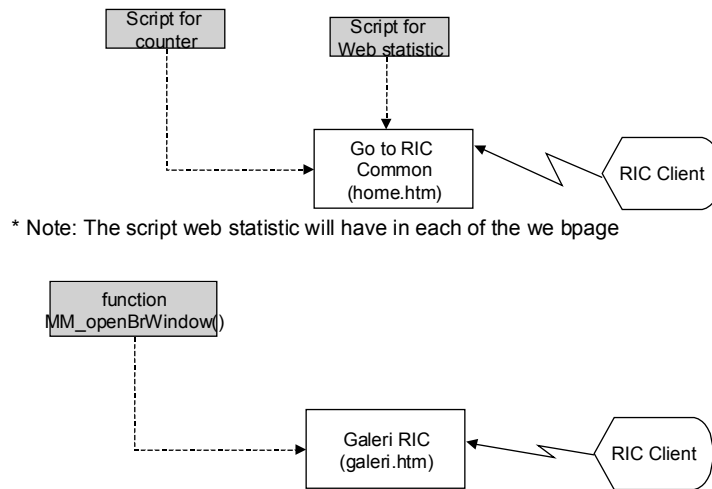 Script for
counter
Script for
Web statistic
Go to RIC
Common
(home.htm)
RIC Client
* Note: The script web statistic will have in each of the we bpage
function
MM_openBrWindow()
Galeri RIC
(galeri.htm)
RIC Client